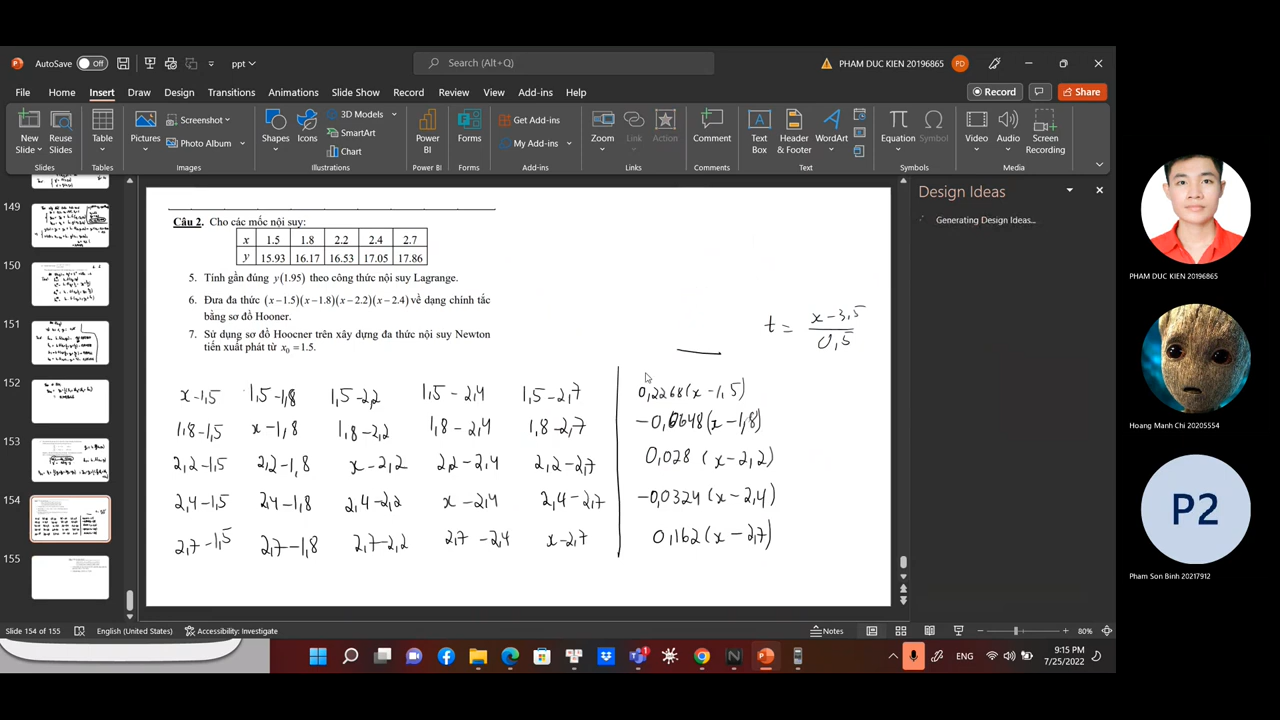 AutoSave Off ppt Search (Alt+Q) PHAM DUC KIEN 20196865 PD
File Home Insert Draw Design Transitions Animations Slide Show Record Review View Add-ins Help Record Share
New Slide Reuse Slides Table Pictures Screenshot Photo Album Shapes Icons 3D Models SmartArt Chart Power BI Forms Get Add-ins My Add-ins Zoom Link Action Comment Text Box Header & Footer WordArt Equation Symbol Video Audio Screen Recording
Slides Tables Images Illustrations Power BI Forms Add-ins Links Comments Text Symbols Media
149
150
151
152
153
154
155
Câu 2. Cho các mốc nội suy:
x 1.5 1.8 2.2 2.4 2.7
y 15.93 16.17 16.53 17.05 17.86
5. Tính gần đúng y(1.95) theo công thức nội suy Lagrange.
6. Đưa đa thức (x−1.5)(x−1.8)(x−2.2)(x−2.4) về dạng chính tắc
bằng sơ đồ Hooner.
7. Sử dụng sơ đồ Hoocner trên xây dựng đa thức nội suy Newton
tiến xuất phát từ x0 = 1.5.
t = x-3,5
0,5
x-1,5 1,5-1,8 1,5-2,2 1,5-2,4 1,5-2,7 0,2268(x-1,5)
1,8-1,5 x-1,8 1,8-2,2 1,8-2,4 1,8-2,7 -0,0648(x-1,8)
2,2-1,5 2,2-1,8 x-2,2 2,2-2,4 2,2-2,7 0,028 (x-2,2)
2,4-1,5 2,4-1,8 2,4-2,2 x-2,4 2,4-2,7 -0,0324(x-2,4)
2,7-1,5 2,7-1,8 2,7-2,2 2,7-2,4 x-2,7 0,162(x-2,7)
Design Ideas
Generating Design Ideas...
PHAM DUC KIEN 20196865
Hoang Manh Chi 20205554
P2
Pham Son Binh 20217912
Slide 154 of 155 English (United States) Accessibility: Investigate Notes 80%
ENG 9:15 PM
7/25/2022